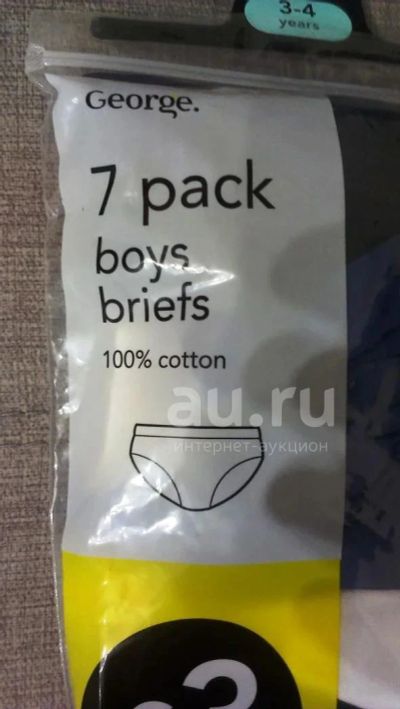 3-4
years
George.
7 pack
boys
briefs
100% cotton
au.ru
интернет-аукцион